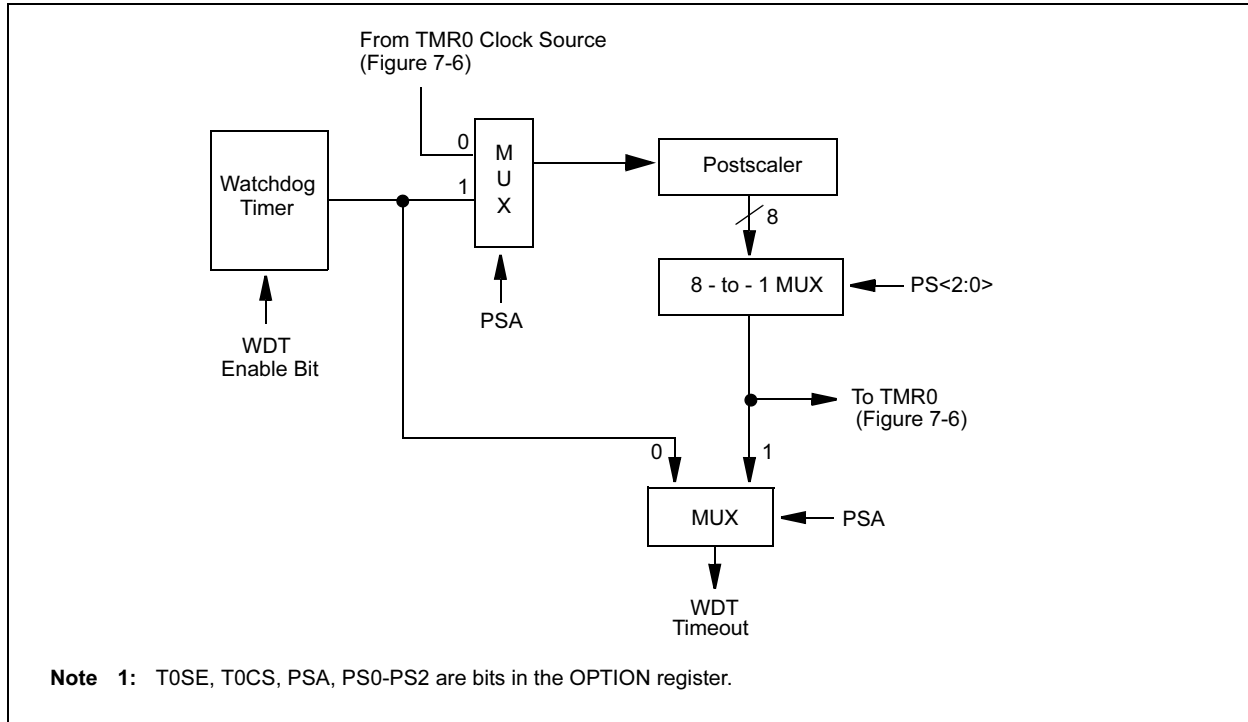 From TMR0 Clock Source
(Figure 7-6)
0
M
U
X
1
Watchdog
Timer
Postscaler
8
8 - to - 1 MUX
PS<2:0>
PSA
WDT
Enable Bit
To TMR0
(Figure 7-6)
0
1
MUX
PSA
WDT
Timeout
Note 1: T0SE, T0CS, PSA, PS0-PS2 are bits in the OPTION register.